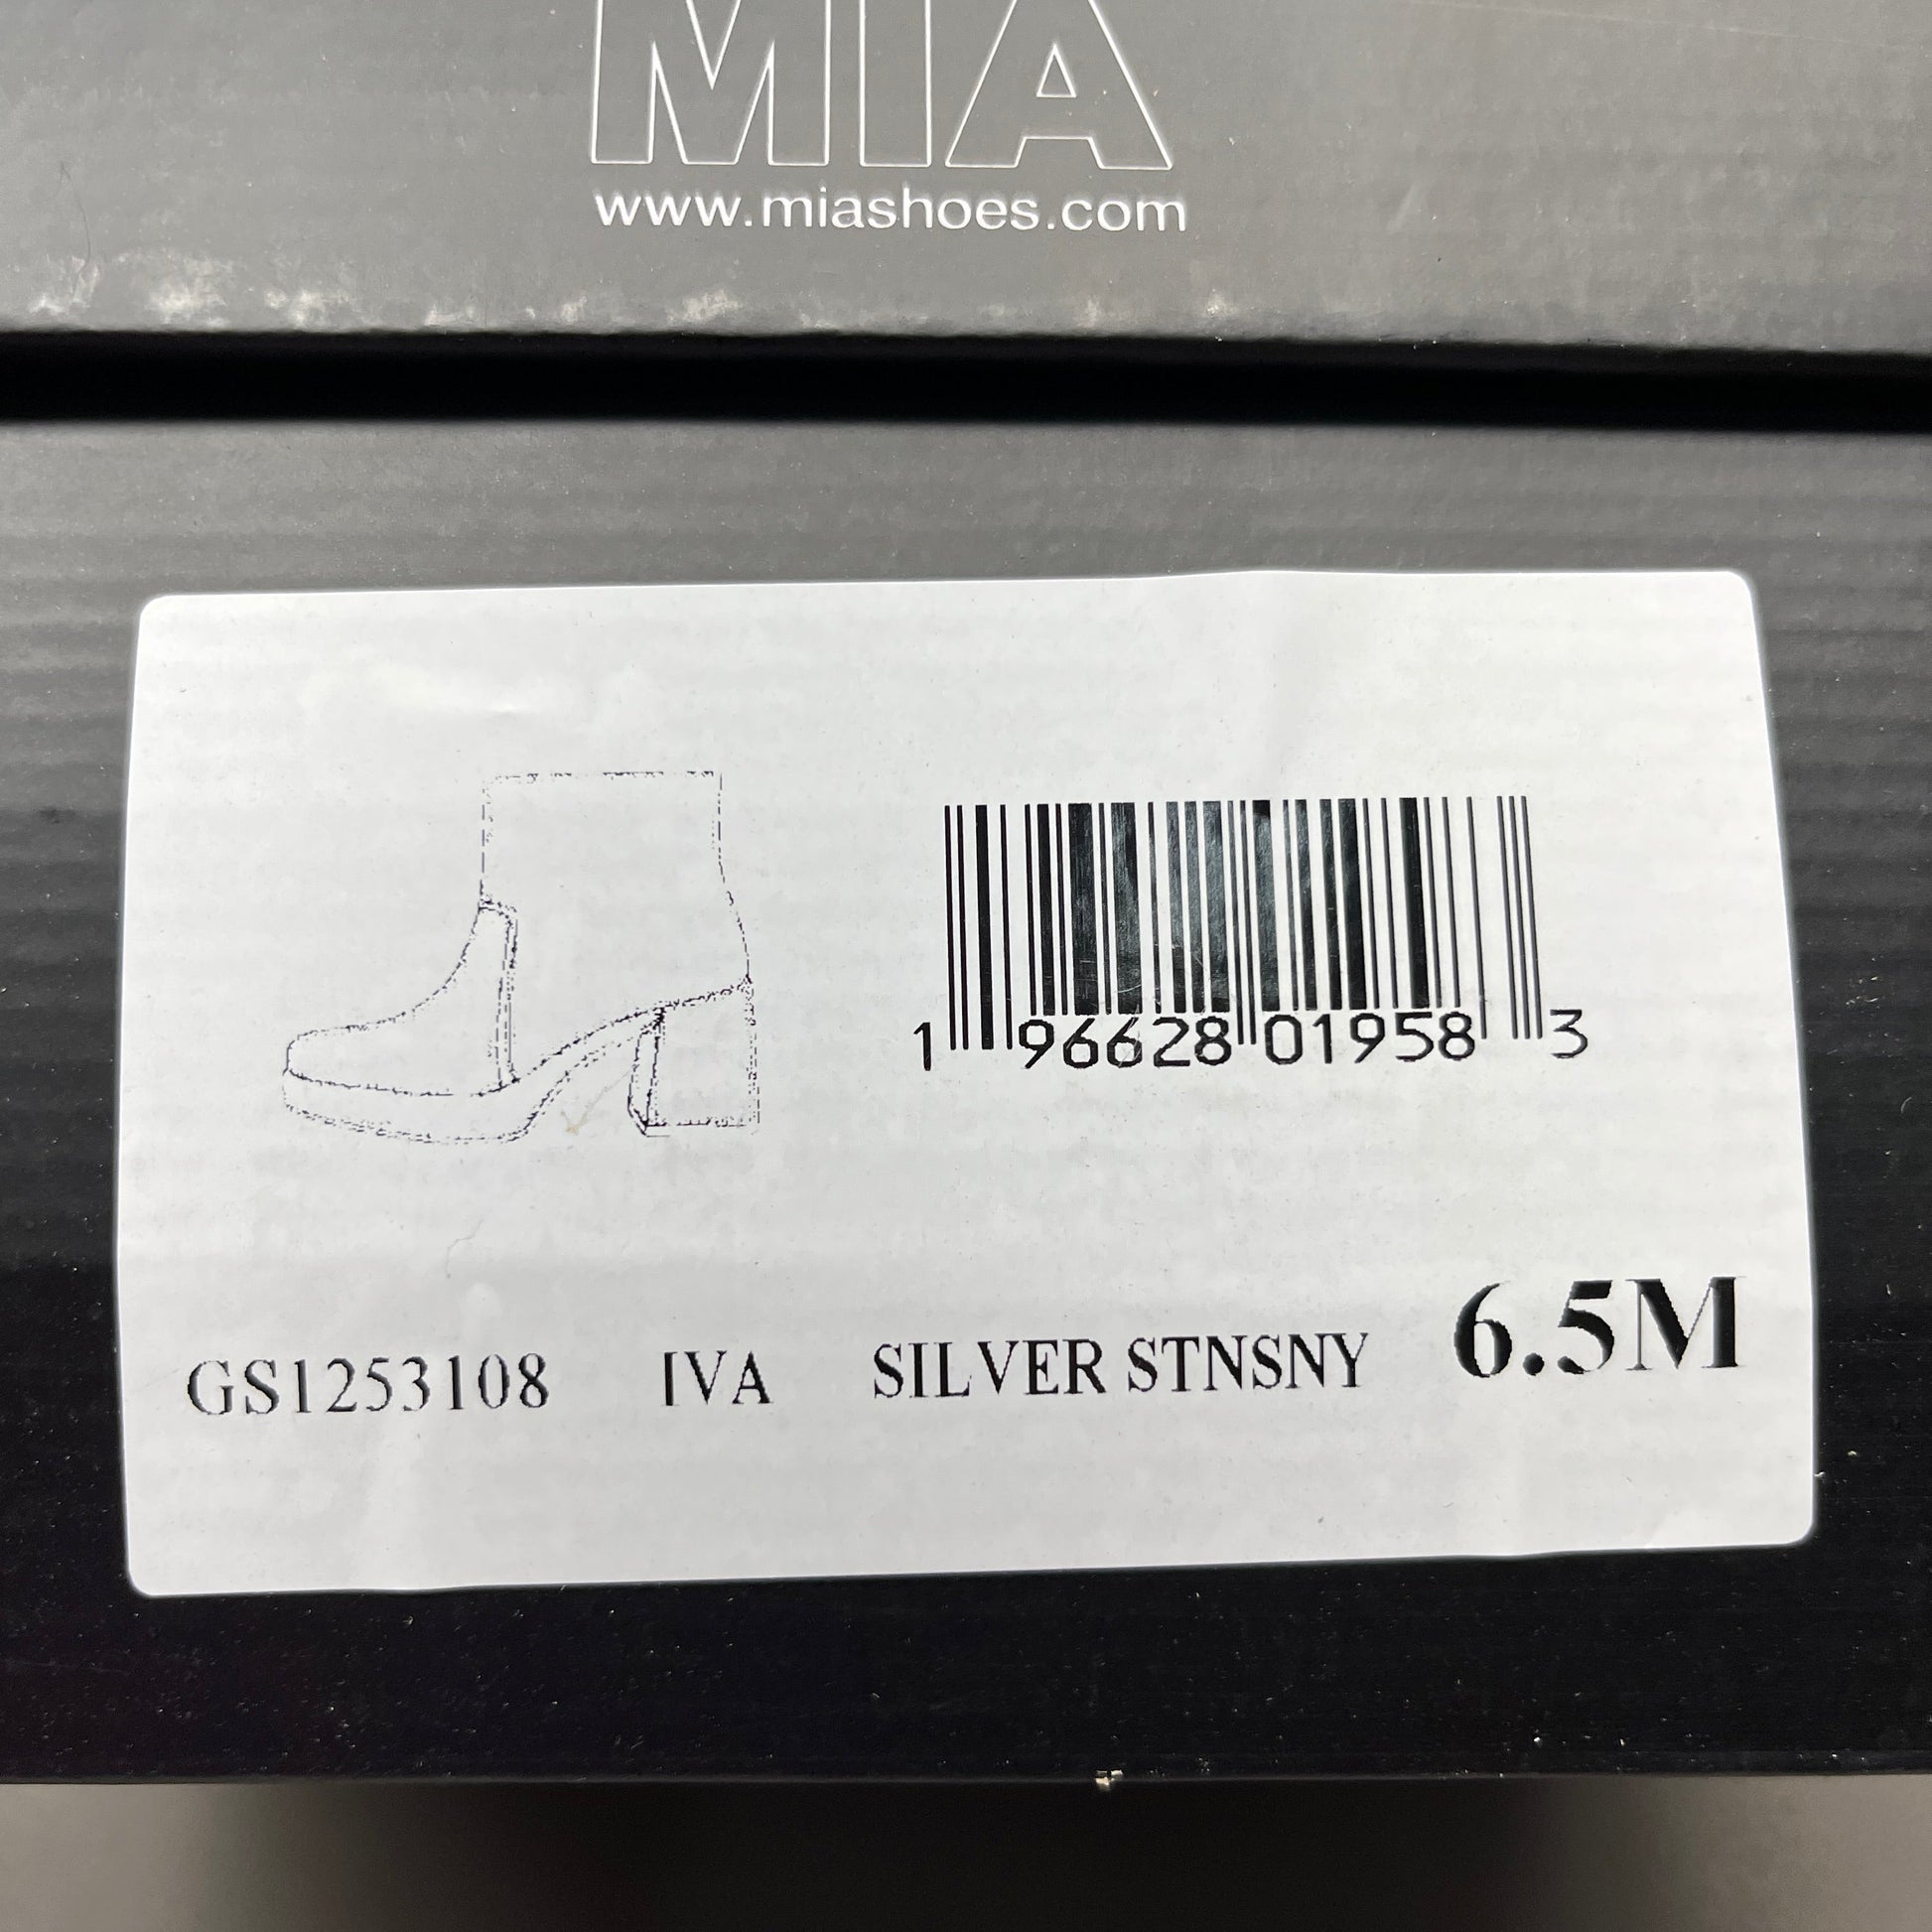 MIA
www.miashoes.com
1 96628 01958 3
GS1253108 IVA SILVER STNSNY 6.5M